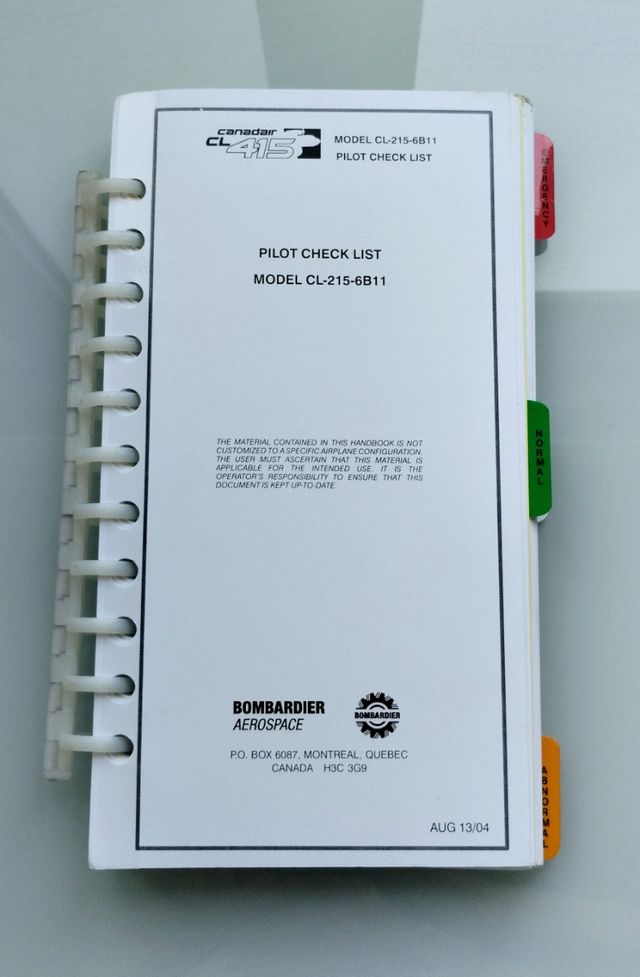 canadair
CL 415
MODEL CL-215-6B11
PILOT CHECK LIST
EMERGENCY
PILOT CHECK LIST
MODEL CL-215-6B11
THE MATERIAL CONTAINED IN THIS HANDBOOK IS NOT
CUSTOMIZED TO A SPECIFIC AIRPLANE CONFIGURATION.
THE USER MUST ASCERTAIN THAT THIS MATERIAL IS
APPLICABLE FOR THE INTENDED USE. IT IS THE
OPERATOR'S RESPONSIBILITY TO ENSURE THAT THIS
DOCUMENT IS KEPT UP-TO-DATE.
NORMAL
BOMBARDIER
AEROSPACE
BOMBARDIER
P.O. BOX 6087, MONTREAL, QUEBEC
CANADA H3C 3G9
ABNORMAL
AUG 13/04